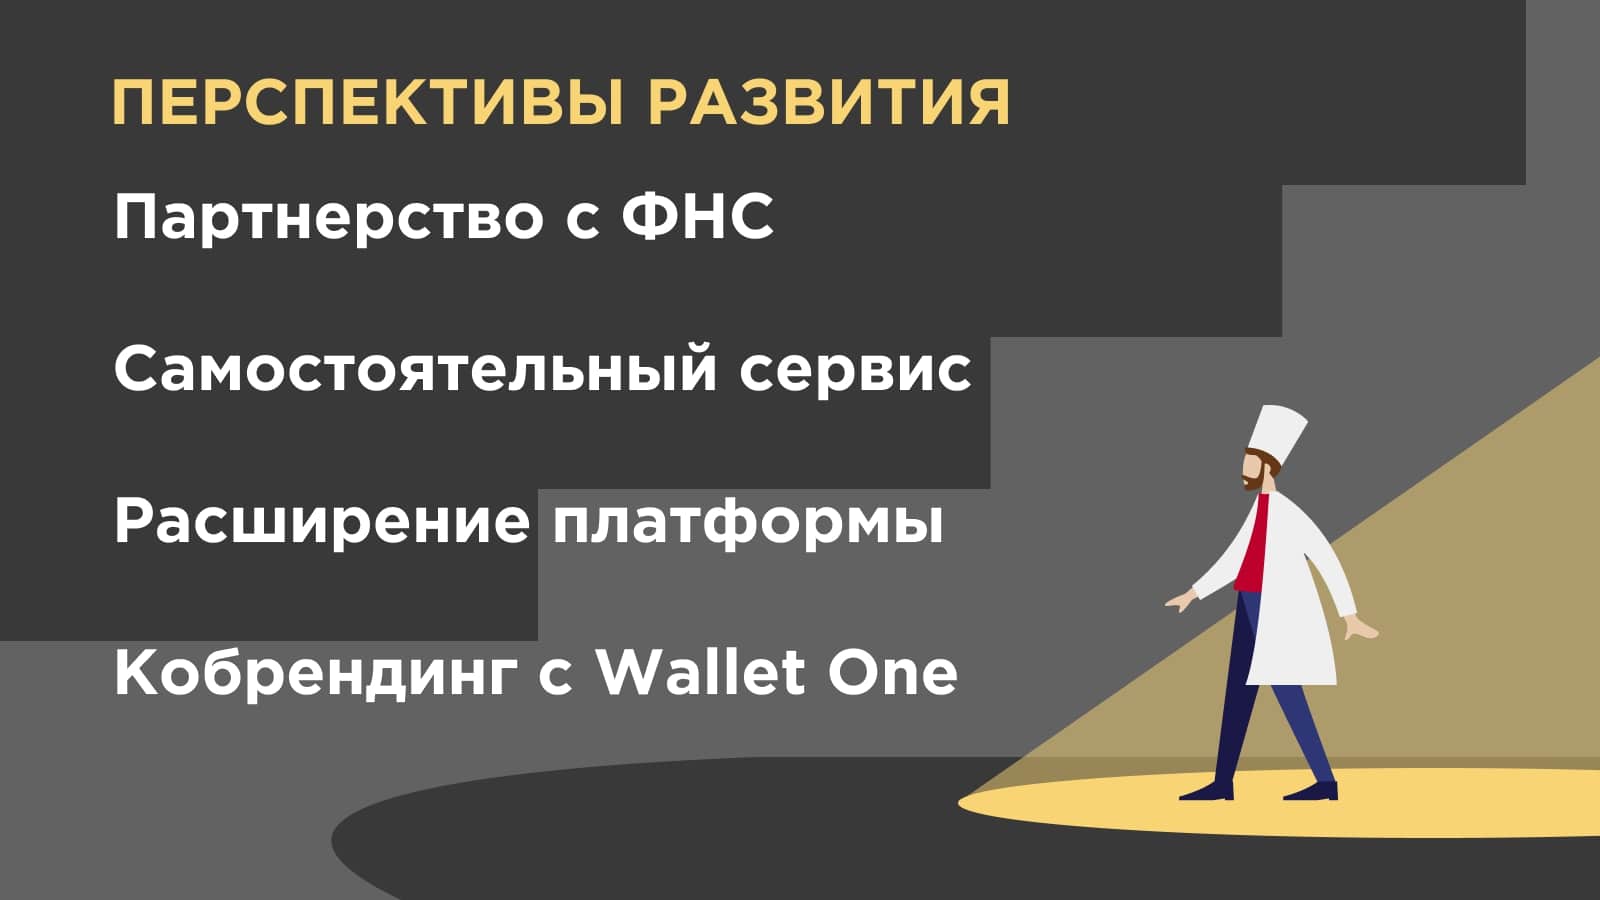 ПЕРСПЕКТИВЫ РАЗВИТИЯ
Партнерство с ФНС
Самостоятельный сервис
Расширение платформы
Кобрендинг с Wallet One